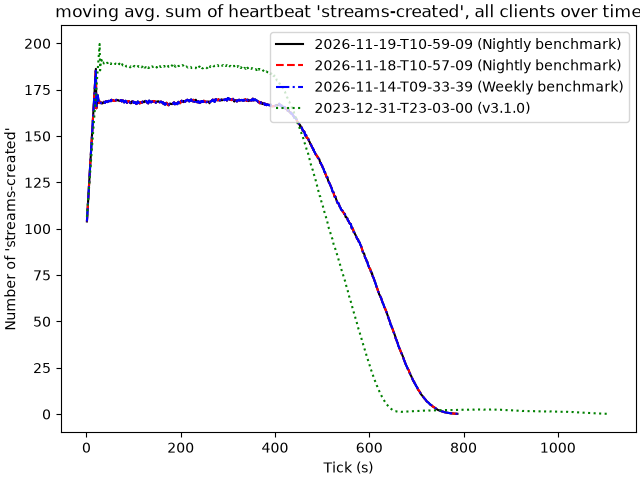 moving avg. sum of heartbeat 'streams-created', all clients over time
2026-11-19-T10-59-09 (Nightly benchmark)
2026-11-18-T10-57-09 (Nightly benchmark)
2026-11-14-T09-33-39 (Weekly benchmark)
2023-12-31-T23-03-00 (v3.1.0)
Number of 'streams-created'
200
175
150
125
100
75
50
25
0
0 200 400 600 800 1000
Tick (s)